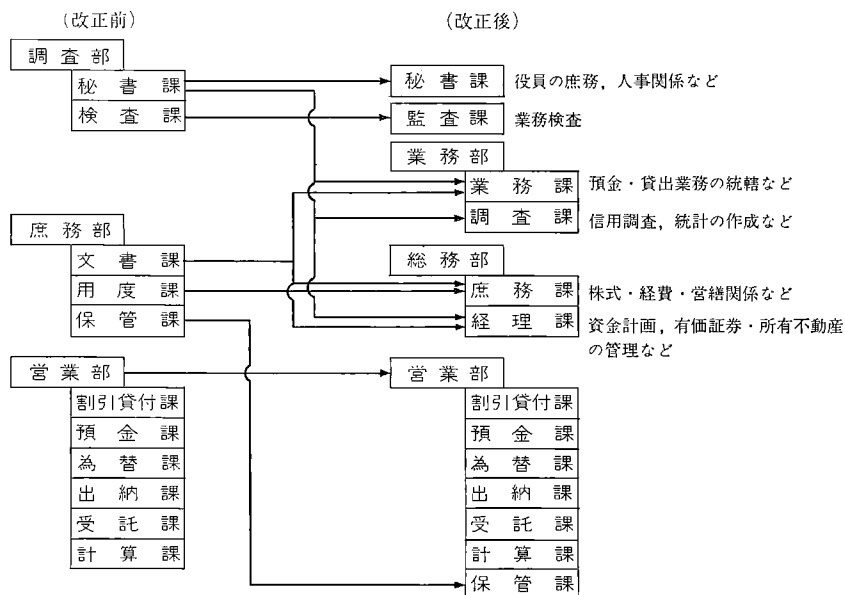 (改正前)
調査部
秘書課
検査課
庶務部
文書課
用度課
保管課
営業部
割引貸付課
預金課
為替課
出納課
受託課
計算課
(改正後)
秘書課 役員の庶務，人事関係など
監査課 業務検査
業務部
業務課 預金・貸出業務の統轄など
調査課 信用調査，統計の作成など
総務部
庶務課 株式・経費・営繕関係など
経理課 資金計画，有価証券・所有不動産
の管理など
営業部
割引貸付課
預金課
為替課
出納課
受託課
計算課
保管課